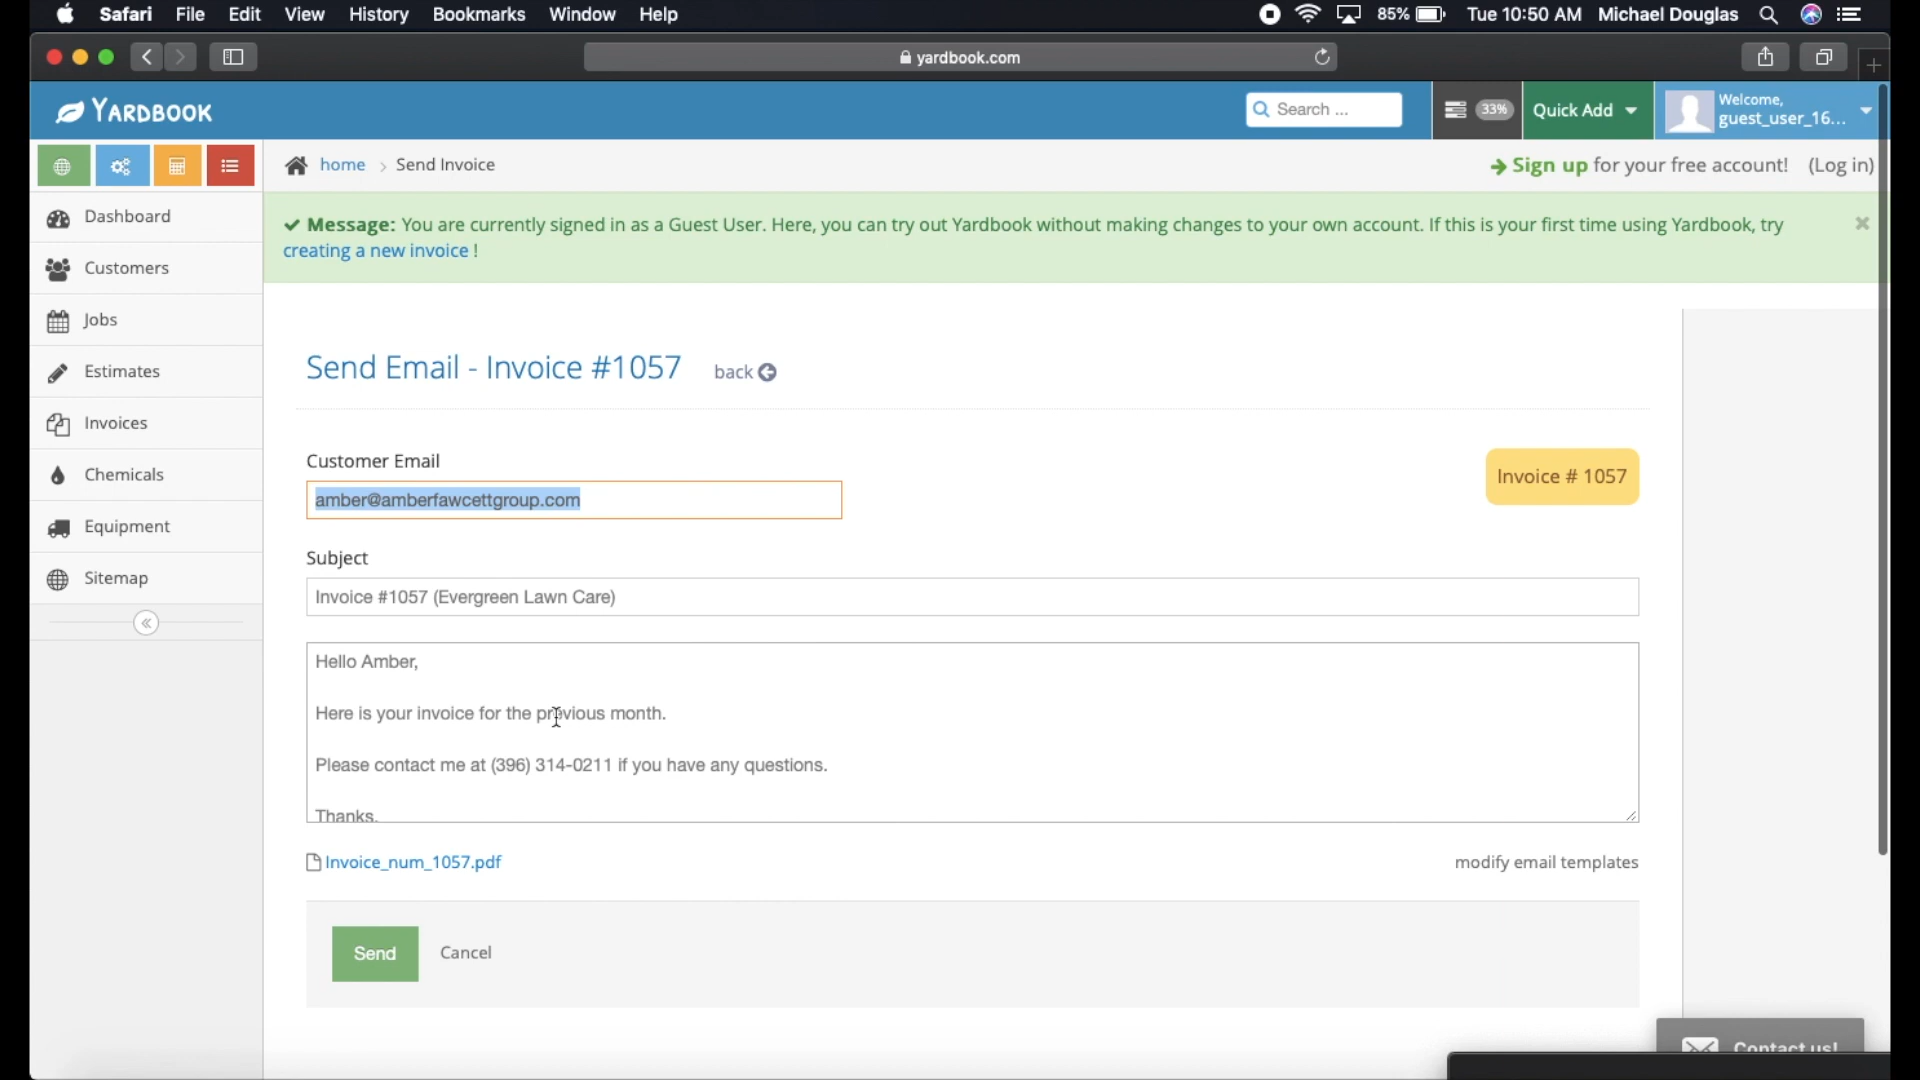 Safari File Edit View History Bookmarks Window Help 85% Tue 10:50 AM Michael Douglas
yardbook.com
YARDBOOK Search ... 33% Quick Add Welcome, guest_user_16...
home > Send Invoice Sign up for your free account! (Log in)
Dashboard
Customers
Jobs
Estimates
Invoices
Chemicals
Equipment
Sitemap
Message: You are currently signed in as a Guest User. Here, you can try out Yardbook without making changes to your own account. If this is your first time using Yardbook, try
creating a new invoice !
Send Email - Invoice #1057 back
Customer Email
Invoice # 1057
amber@amberfawcettgroup.com
Subject
Invoice #1057 (Evergreen Lawn Care)
Hello Amber,
Here is your invoice for the previous month.
Please contact me at (396) 314-0211 if you have any questions.
Thanks,
Invoice_num_1057.pdf modify email templates
Send Cancel
Contact us!